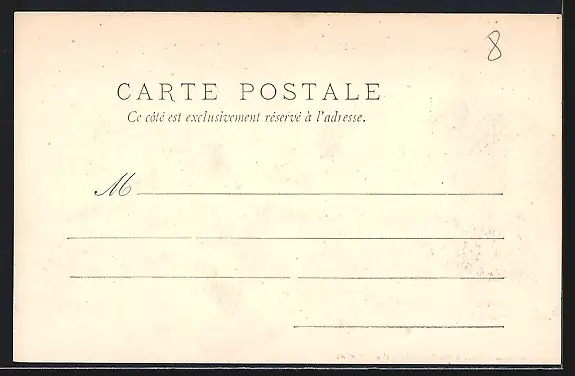 8
CARTE POSTALE
Ce côté est exclusivement réservé à l'adresse.
M